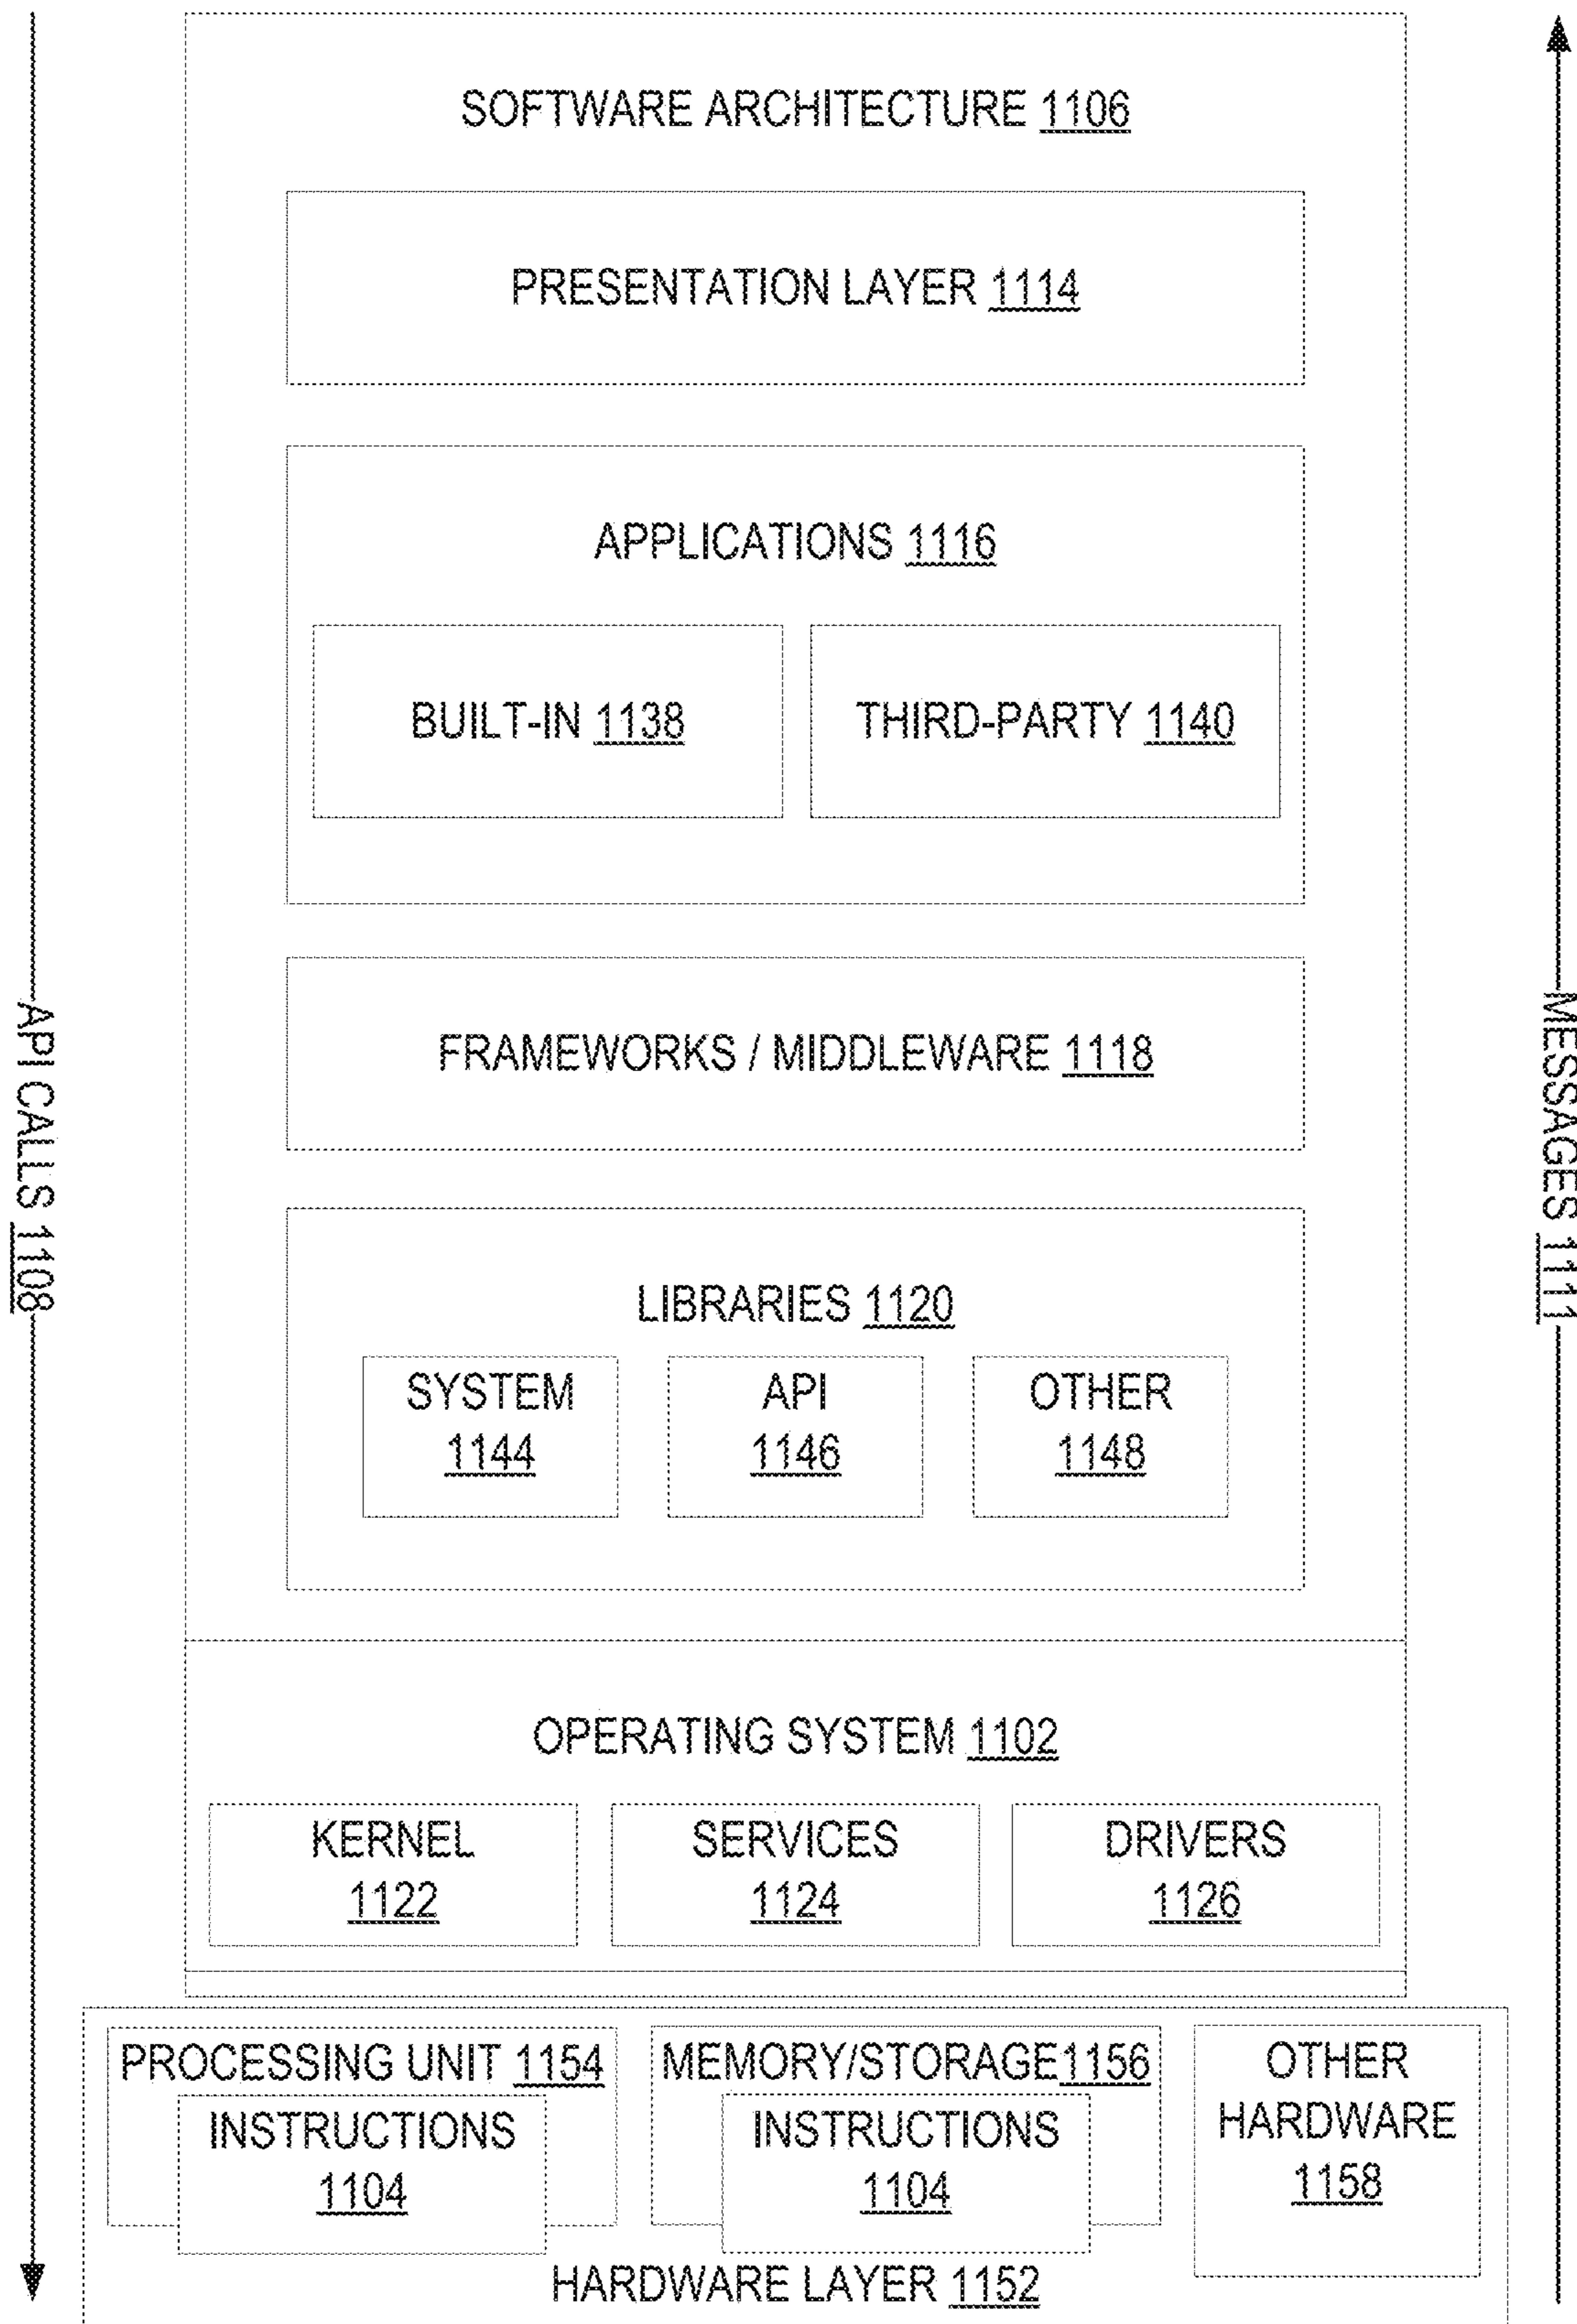 SOFTWARE ARCHITECTURE 1106
PRESENTATION LAYER 1114
APPLICATIONS 1116
BUILT-IN 1138
THIRD-PARTY 1140
FRAMEWORKS / MIDDLEWARE 1118
API CALLS 1108
MESSAGES 1111
LIBRARIES 1120
SYSTEM
1144
API
1146
OTHER
1148
OPERATING SYSTEM 1102
KERNEL
1122
SERVICES
1124
DRIVERS
1126
PROCESSING UNIT 1154
INSTRUCTIONS
1104
MEMORY/STORAGE1156
INSTRUCTIONS
1104
OTHER
HARDWARE
1158
HARDWARE LAYER 1152